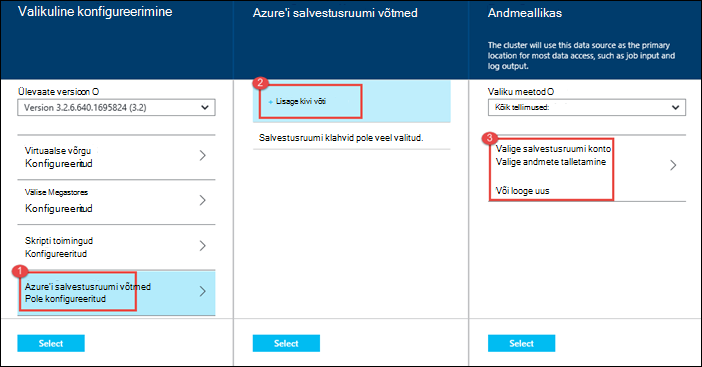 Valikuline konfigureerimine
Ülevaate version O
Version 3.2.6.640.1695824 (3.2)
Virtuaalse võrgu
Konfigureeritud
Välise Megastores
Konfigureeritud
Skripti toimingud
Konfigureeritud
1
Azure'i salvestusruumi võtmed
Pole konfigureeritud
Select
Azure'i salvestusruumi võtmed
2
+ Lisage kivi võti
Salvestusruumi klahvid pole veel valitud.
Select
Andmeallikas
The cluster will use this data source as the primary
location for most data access, such as job input and
log output.
Valiku meetod O
Kõik tellimused:
3
Valige salvestusruumi konto
Valige andmete talletamine
Või looge uus
Select